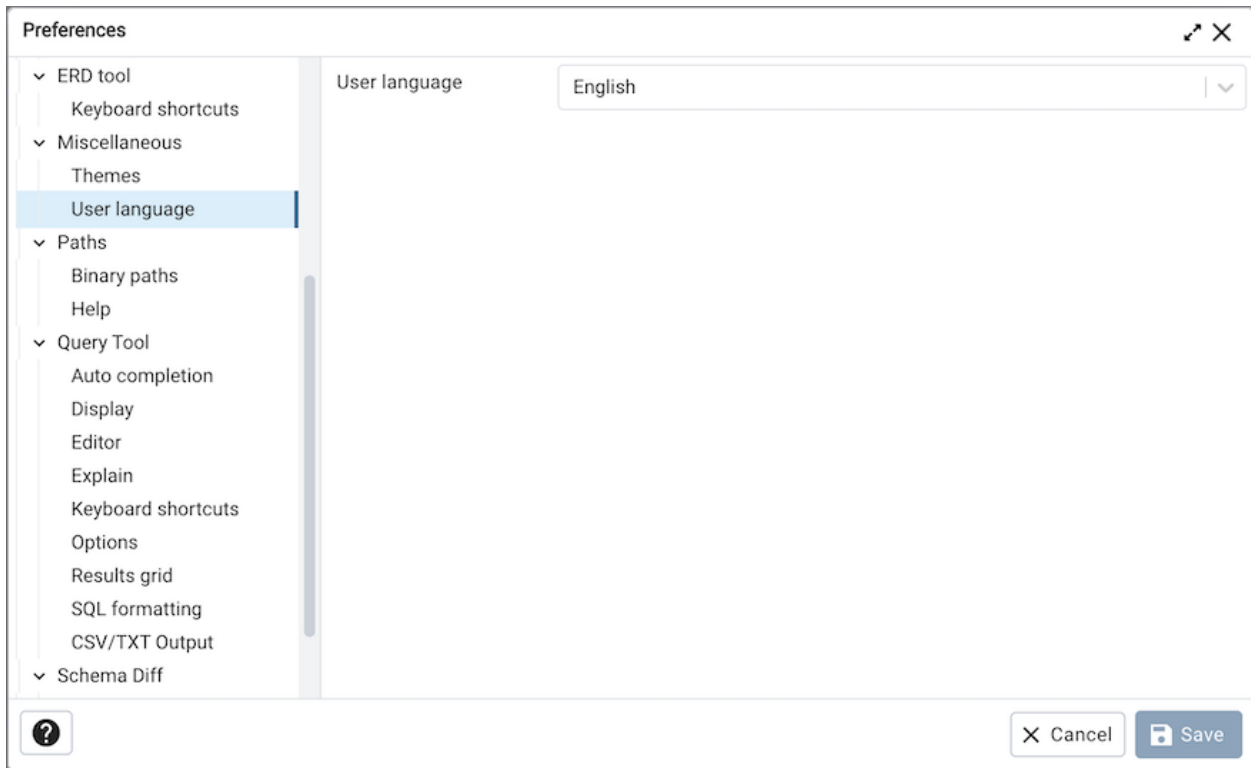 Preferences
ERD tool
Keyboard shortcuts
Miscellaneous
Themes
User language
Paths
Binary paths
Help
Query Tool
Auto completion
Display
Editor
Explain
Keyboard shortcuts
Options
Results grid
SQL formatting
CSV/TXT Output
Schema Diff
User language
English
?
Cancel
Save